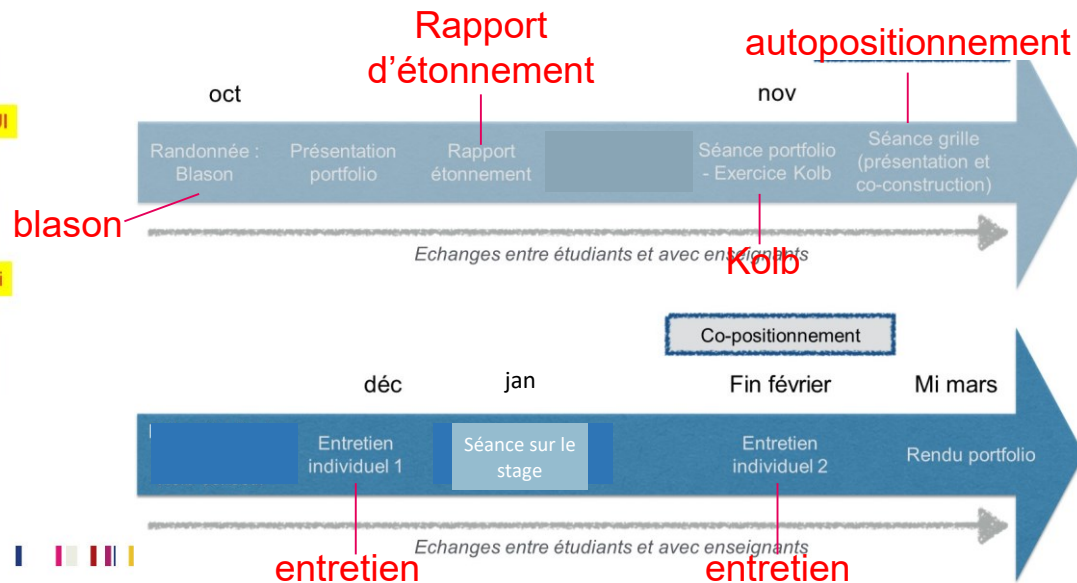 Rapport
d'étonnement
autopositionnement
oct
nov
Randonnée :
Blason
Présentation
portfolio
Rapport
étonnement
Séance portfolio
- Exercice Kolb
Séance grille
(présentation et
co-construction)
blason
Echanges entre étudiants et avec enseignants
Kolb
Co-positionnement
déc
jan
Fin février
Mi mars
Entretien
individuel 1
Séance sur le
stage
Entretien
individuel 2
Rendu portfolio
Echanges entre étudiants et avec enseignants
entretien
entretien